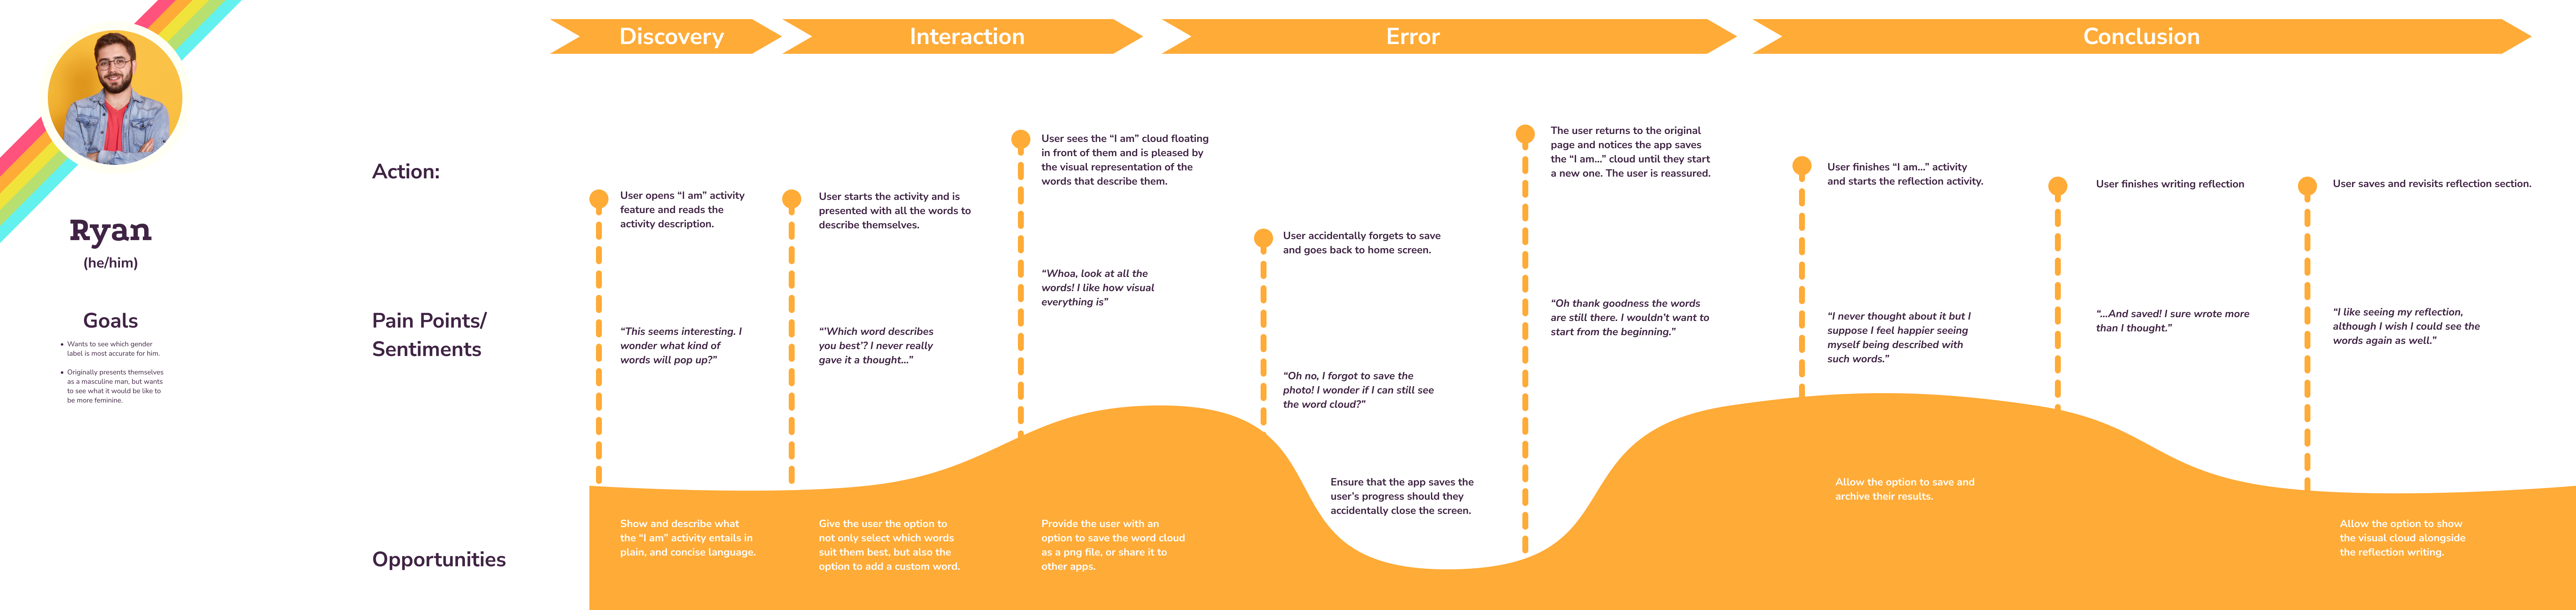 Discovery
Interaction
Error
Conclusion
Ryan
(he/him)
Goals
• Wants to see which gender
label is most accurate for him.
• Originally presents themselves
as a masculine man, but wants
to see what it would be like to
be more feminine.
Action:
User opens “I am” activity
feature and reads the
activity description.
User starts the activity and is
presented with all the words to
describe themselves.
User sees the “I am” cloud floating
in front of them and is pleased by
the visual representation of the
words that describe them.
User accidentally forgets to save
and goes back to home screen.
The user returns to the original
page and notices the app saves
the “I am...” cloud until they start
a new one. The user is reassured.
User finishes “I am...” activity
and starts the reflection activity.
User finishes writing reflection
User saves and revisits reflection section.
Pain Points/
Sentiments
“This seems interesting. I
wonder what kind of
words will pop up?”
“‘Which word describes
you best’? I never really
gave it a thought...”
“Whoa, look at all the
words! I like how visual
everything is”
“Oh no, I forgot to save the
photo! I wonder if I can still see
the word cloud?”
“Oh thank goodness the words
are still there. I wouldn’t want to
start from the beginning.”
“I never thought about it but I
suppose I feel happier seeing
myself being described with
such words.”
“...And saved! I sure wrote more
than I thought.”
“I like seeing my reflection,
although I wish I could see the
words again as well.”
Opportunities
Show and describe what
the “I am” activity entails in
plain, and concise language.
Give the user the option to
not only select which words
suit them best, but also the
option to add a custom word.
Provide the user with an
option to save the word cloud
as a png file, or share it to
other apps.
Ensure that the app saves the
user’s progress should they
accidentally close the screen.
Allow the option to save and
archive their results.
Allow the option to show
the visual cloud alongside
the reflection writing.